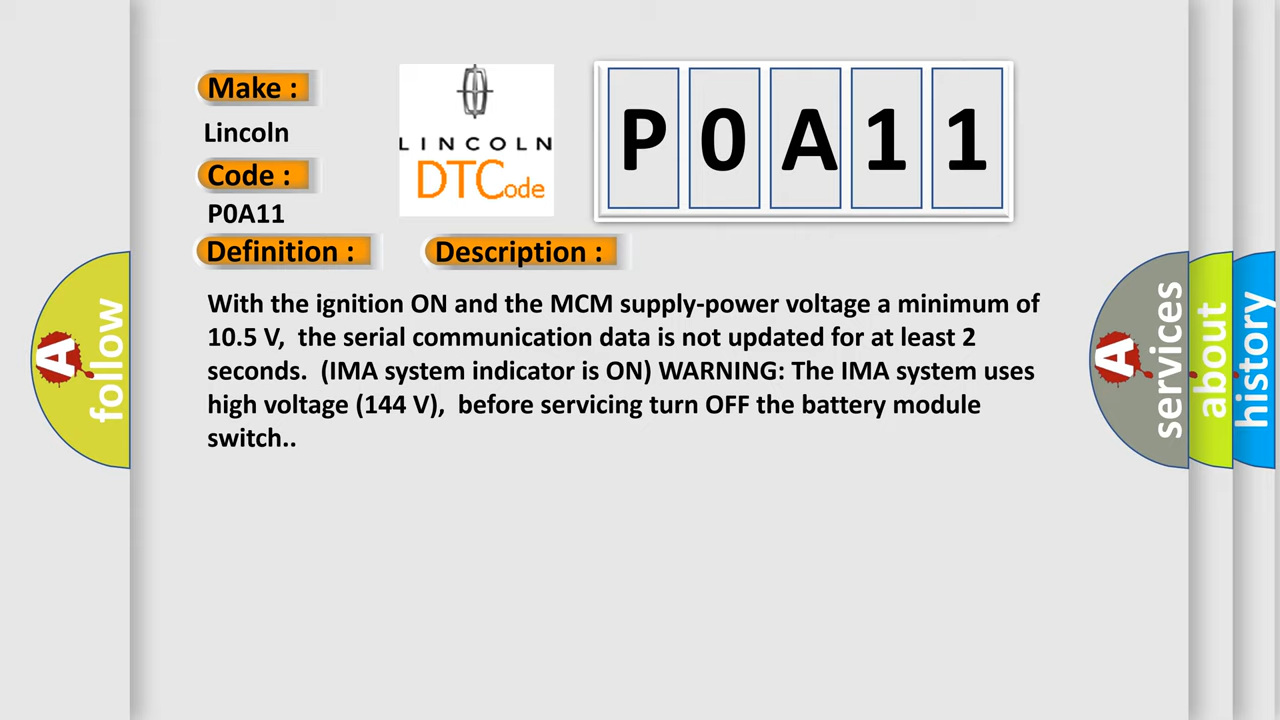 Make :
Lincoln
Code :
P0A11
LINCOLN
DTCode
P0A11
Definition :
Description :
With the ignition ON and the MCM supply-power voltage a minimum of
10.5 V,  the serial communication data is not updated for at least 2
seconds.  (IMA system indicator is ON) WARNING: The IMA system uses
high voltage (144 V),  before servicing turn OFF the battery module
switch..
A
follow
A
services
about
history